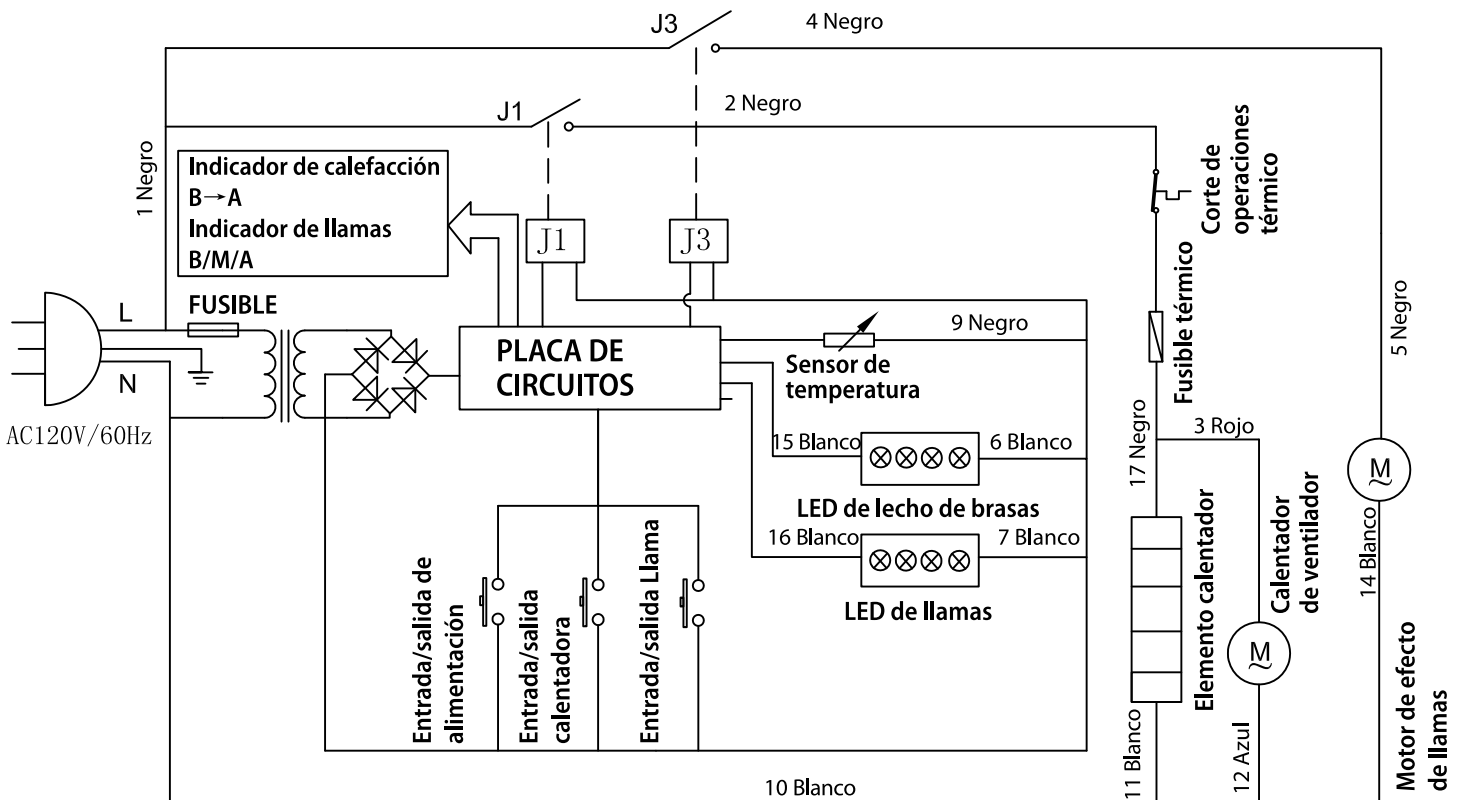 J3
4 Negro
J1
2 Negro
1 Negro
Indicador de calefacción
B→A
Indicador de llamas
B/M/A
J1
J3
Corte de
operaciones
térmico
L
FUSIBLE
N
AC120V/60Hz
PLACA DE
CIRCUITOS
9 Negro
Sensor de
temperatura
Fusible térmico
5 Negro
15 Blanco
6 Blanco
LED de lecho de brasas
16 Blanco
7 Blanco
LED de llamas
17 Negro
3 Rojo
M
Entrada/salida de
alimentación
Entrada/salida
calentadora
Entrada/salida Llama
Elemento calentador
Calentador
de ventilador
M
14 Blanco
Motor de efecto
de llamas
11 Blanco
12 Azul
10 Blanco